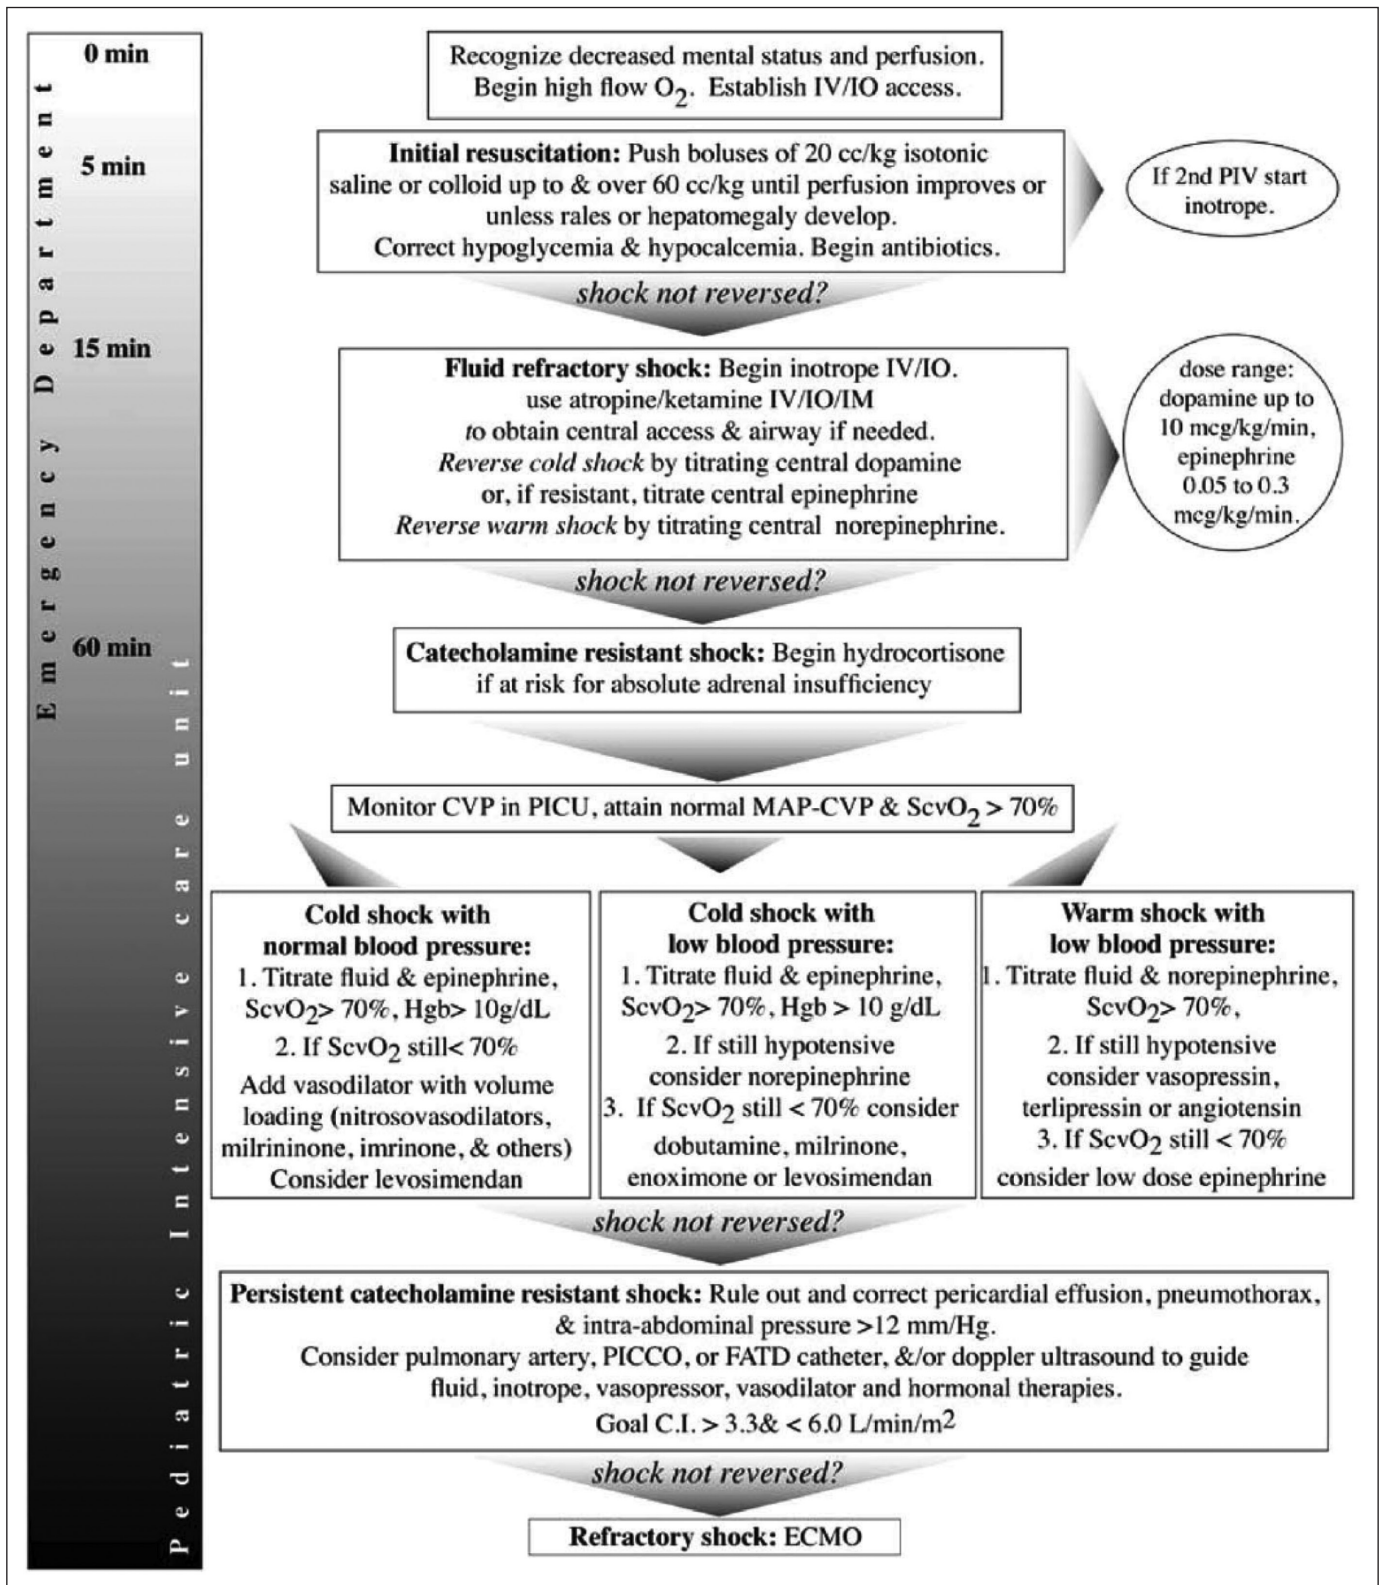 0 min
Recognize decreased mental status and perfusion.
Begin high flow O2. Establish IV/IO access.
5 min
Initial resuscitation: Push boluses of 20 cc/kg isotonic
saline or colloid up to & over 60 cc/kg until perfusion improves or
unless rales or hepatomegaly develop.
Correct hypoglycemia & hypocalcemia. Begin antibiotics.
If 2nd PIV start
inotrope.
shock not reversed?
15 min
Fluid refractory shock: Begin inotrope IV/IO.
use atropine/ketamine IV/IO/IM
to obtain central access & airway if needed.
Reverse cold shock by titrating central dopamine
or, if resistant, titrate central epinephrine
Reverse warm shock by titrating central norepinephrine.
dose range:
dopamine up to
10 mcg/kg/min,
epinephrine
0.05 to 0.3
mcg/kg/min.
shock not reversed?
60 min
Catecholamine resistant shock: Begin hydrocortisone
if at risk for absolute adrenal insufficiency
Monitor CVP in PICU, attain normal MAP-CVP & ScvO2 > 70%
Cold shock with
normal blood pressure:
1. Titrate fluid & epinephrine,
ScvO2> 70%, Hgb> 10g/dL
2. If ScvO2 still< 70%
Add vasodilator with volume
loading (nitrosovasodilators,
milrininone, imrinone, & others)
Consider levosimendan
Cold shock with
low blood pressure:
1. Titrate fluid & epinephrine,
ScvO2> 70%, Hgb > 10 g/dL
2. If still hypotensive
consider norepinephrine
3. If ScvO2 still < 70% consider
dobutamine, milrinone,
enoximone or levosimendan
Warm shock with
low blood pressure:
1. Titrate fluid & norepinephrine,
ScvO2> 70%,
2. If still hypotensive
consider vasopressin,
terlipressin or angiotensin
3. If ScvO2 still < 70%
consider low dose epinephrine
shock not reversed?
Persistent catecholamine resistant shock: Rule out and correct pericardial effusion, pneumothorax,
& intra-abdominal pressure >12 mm/Hg.
Consider pulmonary artery, PICCO, or FATD catheter, &/or doppler ultrasound to guide
fluid, inotrope, vasopressor, vasodilator and hormonal therapies.
Goal C.I. > 3.3& < 6.0 L/min/m2
shock not reversed?
Refractory shock: ECMO
Emergency Department
Pediatric Intensive care unit